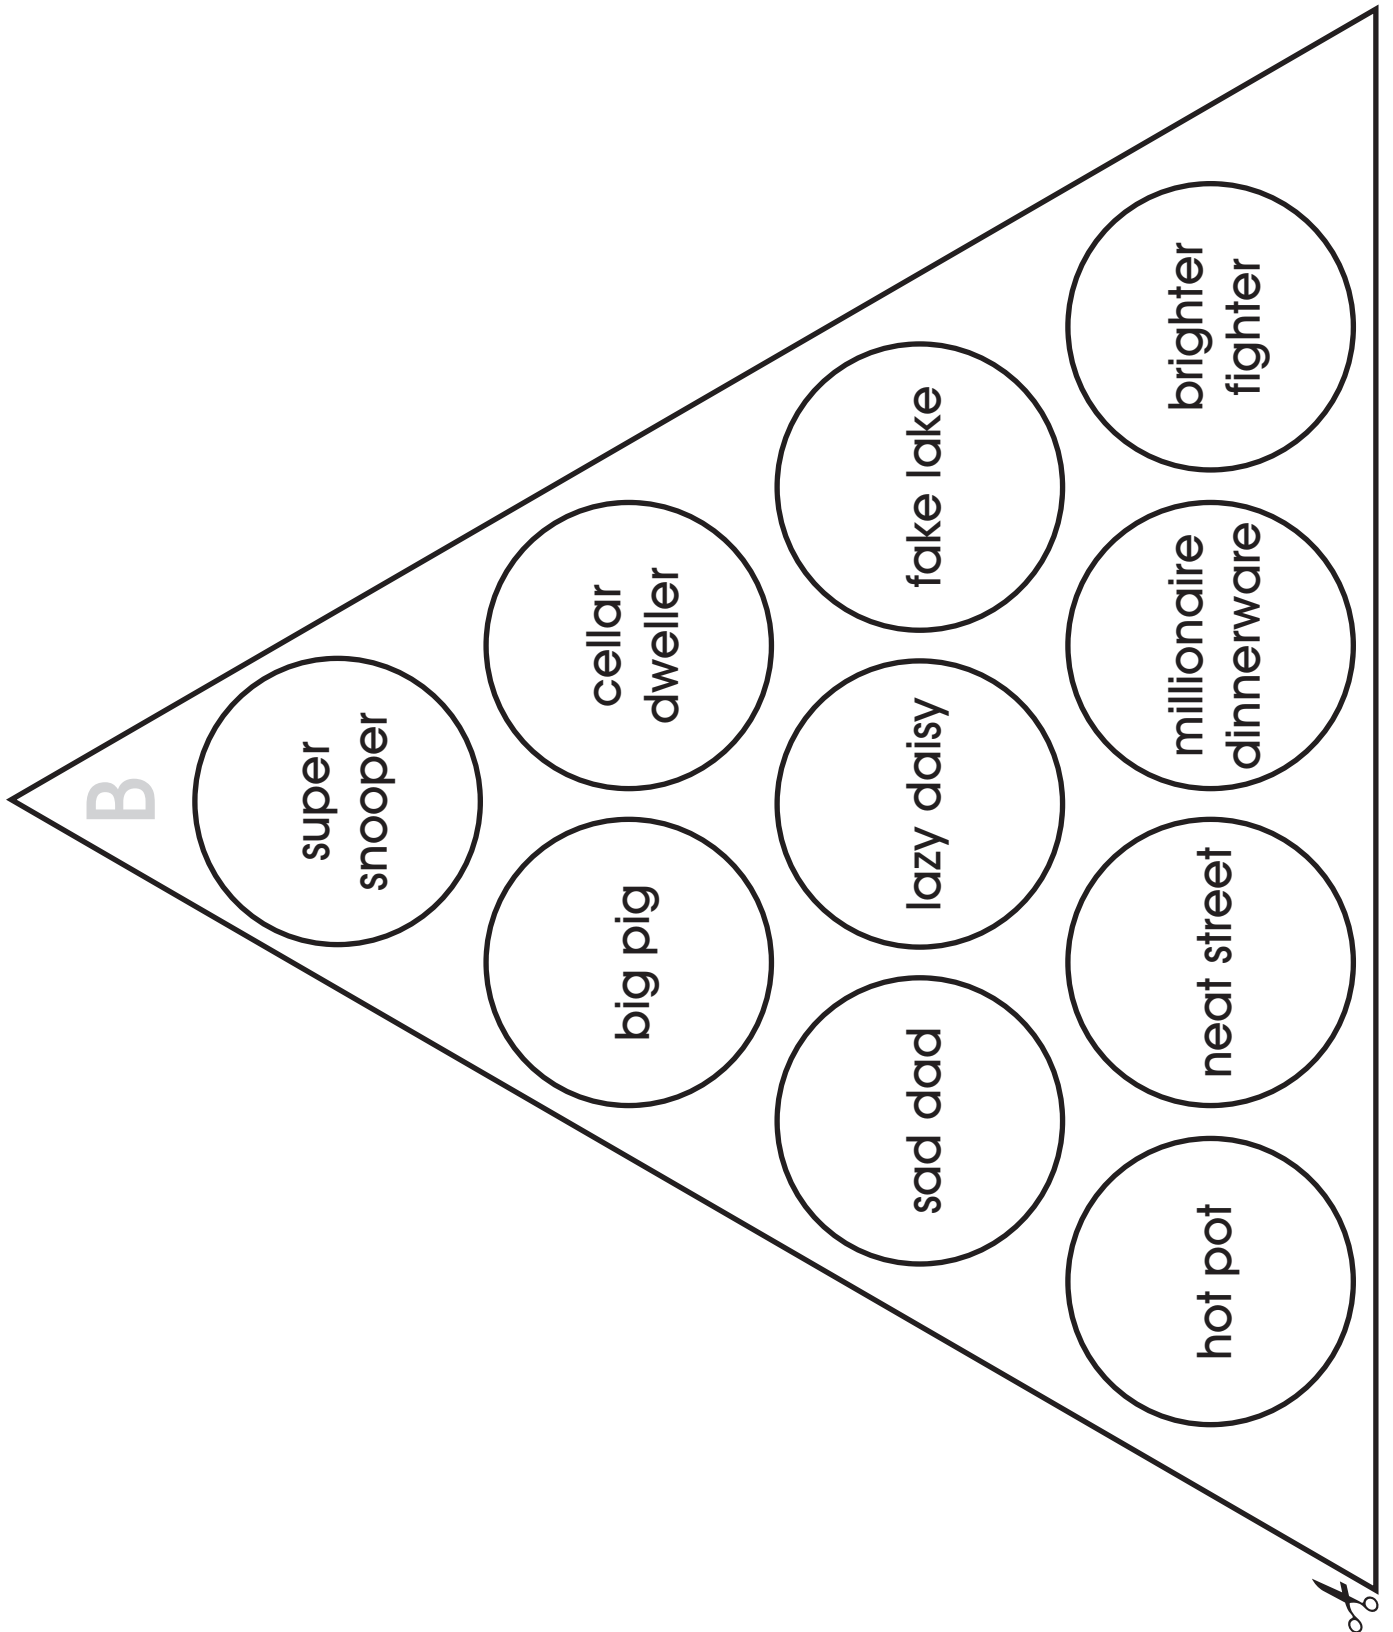 B
super
snooper
big pig
cellar
dweller
sad dad
lazy daisy
fake lake
hot pot
neat street
millionaire
dinnerware
brighter
fighter